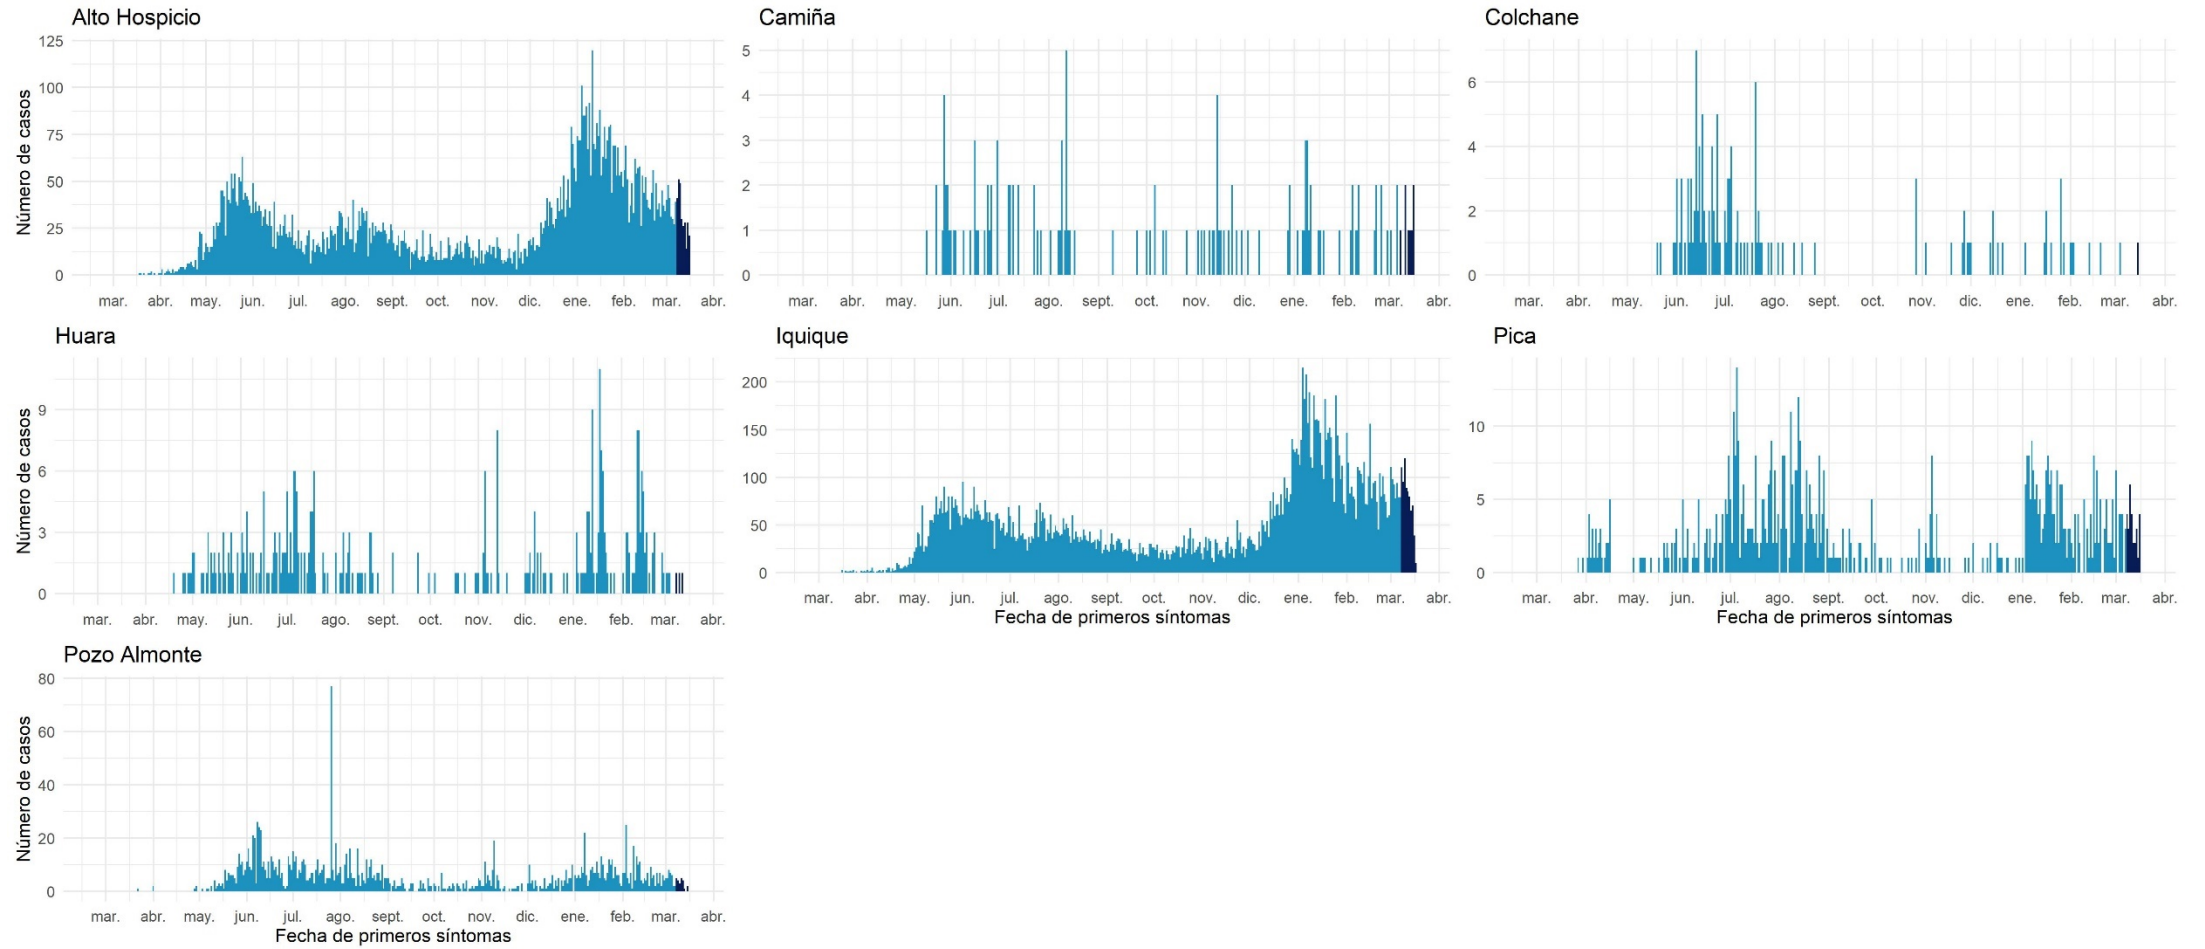 Alto Hospicio
Número de casos
125
100
75
50
25
0
mar. abr. may. jun. jul. ago. sept. oct. nov. dic. ene. feb. mar. abr.
Camiña
5
4
3
2
1
0
mar. abr. may. jun. jul. ago. sept. oct. nov. dic. ene. feb. mar. abr.
Colchane
6
4
2
0
mar. abr. may. jun. jul. ago. sept. oct. nov. dic. ene. feb. mar. abr.
Huara
Número de casos
9
6
3
0
mar. abr. may. jun. jul. ago. sept. oct. nov. dic. ene. feb. mar. abr.
Iquique
200
150
100
50
0
mar. abr. may. jun. jul. ago. sept. oct. nov. dic. ene. feb. mar. abr.
Fecha de primeros síntomas
Pica
10
5
0
mar. abr. may. jun. jul. ago. sept. oct. nov. dic. ene. feb. mar. abr.
Fecha de primeros síntomas
Pozo Almonte
Número de casos
80
60
40
20
0
mar. abr. may. jun. jul. ago. sept. oct. nov. dic. ene. feb. mar. abr.
Fecha de primeros síntomas